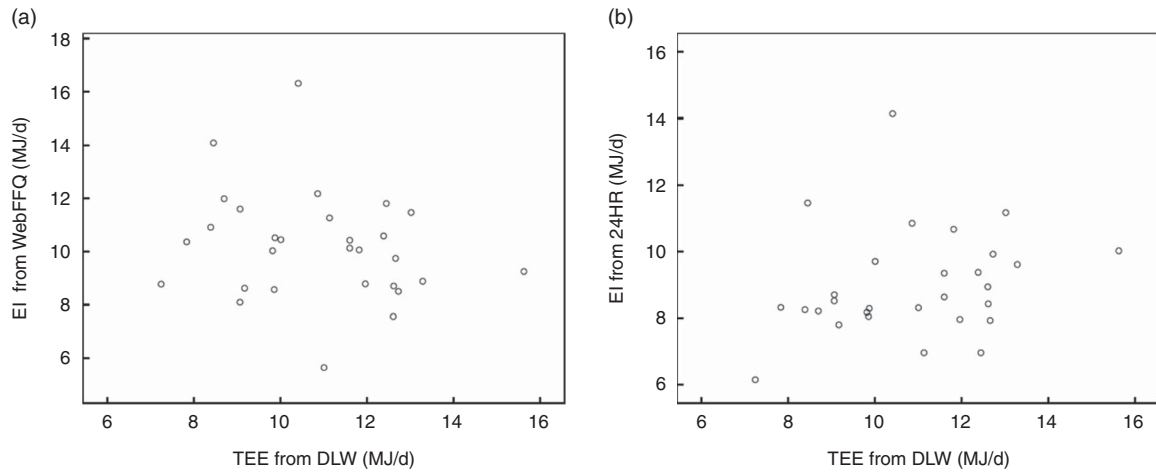 (a)
18
16
14
12
10
8
6
EI from WebFFQ (MJ/d)
6 8 10 12 14 16
TEE from DLW (MJ/d)
(b)
16
14
12
10
8
6
EI from 24HR (MJ/d)
6 8 10 12 14 16
TEE from DLW (MJ/d)